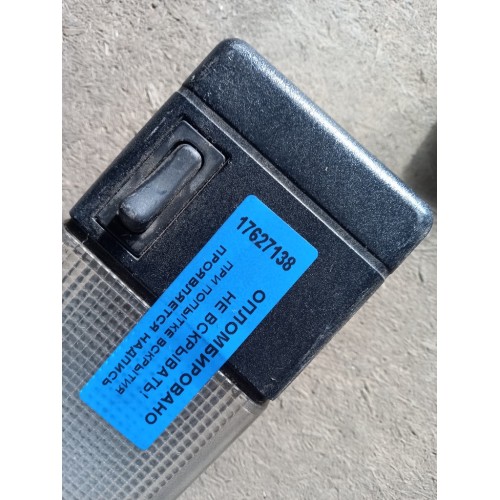 17627138
ОПЛОМБИРОВАНО
НЕ ВСКРЫВАТЬ!
ПРИ ПОПЫТКЕ ВСКРЫТИЯ
ПРОЯВЛЯЕТСЯ НАДПИСЬ